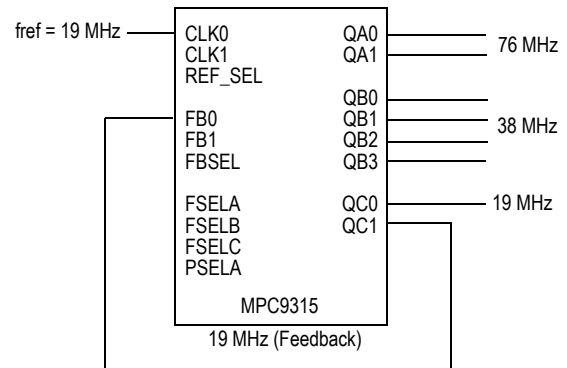 fref = 19 MHz
CLK0
CLK1
REF_SEL
FB0
FB1
FBSEL
FSELA
FSELB
FSELC
PSELA
QA0
QA1
QB0
QB1
QB2
QB3
QC0
QC1
76 MHz
38 MHz
19 MHz
MPC9315
19 MHz (Feedback)